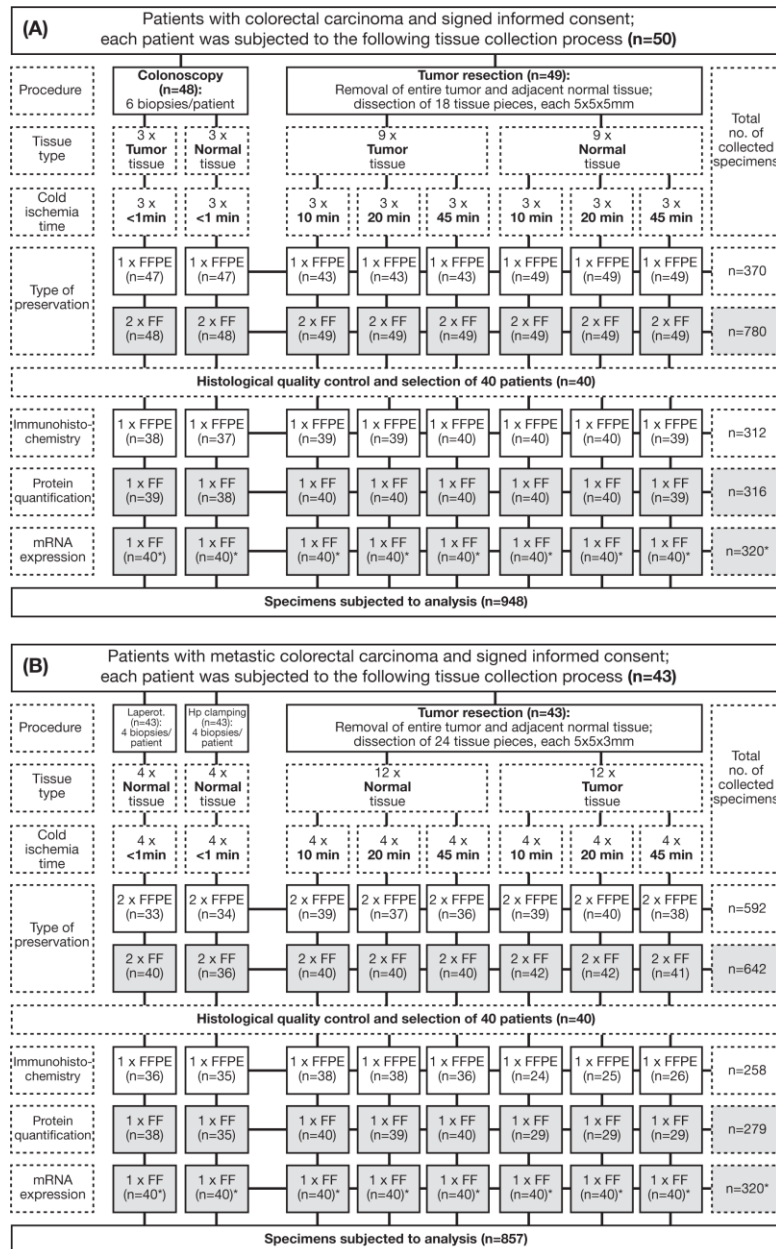 (A)
Patients with colorectal carcinoma and signed informed consent;
each patient was subjected to the following tissue collection process (n=50)
Procedure
Colonoscopy
(n=48):
6 biopsies/patient
Tumor resection (n=49):
Removal of entire tumor and adjacent normal tissue;
dissection of 18 tissue pieces, each 5x5x5mm
Total
no. of
collected
specimens
Tissue
type
3 x
Tumor
tissue
3 x
Normal
tissue
9 x
Tumor
tissue
9 x
Normal
tissue
Cold
ischemia
time
3 x
<1min
3 x
<1 min
3 x
10 min
3 x
20 min
3 x
45 min
3 x
10 min
3 x
20 min
3 x
45 min
Type of
preservation
1 x FFPE
(n=47)
1 x FFPE
(n=47)
1 x FFPE
(n=43)
1 x FFPE
(n=43)
1 x FFPE
(n=43)
1 x FFPE
(n=49)
1 x FFPE
(n=49)
1 x FFPE
(n=49)
n=370
2 x FF
(n=48)
2 x FF
(n=48)
2 x FF
(n=49)
2 x FF
(n=49)
2 x FF
(n=49)
2 x FF
(n=49)
2 x FF
(n=49)
2 x FF
(n=49)
n=780
Histological quality control and selection of 40 patients (n=40)
Immunohisto-
chemistry
1 x FFPE
(n=38)
1 x FFPE
(n=37)
1 x FFPE
(n=39)
1 x FFPE
(n=39)
1 x FFPE
(n=40)
1 x FFPE
(n=40)
1 x FFPE
(n=40)
1 x FFPE
(n=39)
n=312
Protein
quantification
1 x FF
(n=39)
1 x FF
(n=38)
1 x FF
(n=40)
1 x FF
(n=40)
1 x FF
(n=40)
1 x FF
(n=40)
1 x FF
(n=40)
1 x FF
(n=39)
n=316
mRNA
expression
1 x FF
(n=40*)
1 x FF
(n=40)*
1 x FF
(n=40)*
1 x FF
(n=40)*
1 x FF
(n=40)*
1 x FF
(n=40)*
1 x FF
(n=40)*
1 x FF
(n=40)*
n=320*
Specimens subjected to analysis (n=948)
(B)
Patients with metastic colorectal carcinoma and signed informed consent;
each patient was subjected to the following tissue collection process (n=43)
Procedure
Laperot.
(n=43):
4 biopsies/
patient
Hp clamping
(n=43):
4 biopsies/
patient
Tumor resection (n=43):
Removal of entire tumor and adjacent normal tissue;
dissection of 24 tissue pieces, each 5x5x3mm
Total
no. of
collected
specimens
Tissue
type
4 x
Normal
tissue
4 x
Normal
tissue
12 x
Normal
tissue
12 x
Tumor
tissue
Cold
ischemia
time
4 x
<1min
4 x
<1 min
4 x
10 min
4 x
20 min
4 x
45 min
4 x
10 min
4 x
20 min
4 x
45 min
Type of
preservation
2 x FFPE
(n=33)
2 x FFPE
(n=34)
2 x FFPE
(n=39)
2 x FFPE
(n=37)
2 x FFPE
(n=36)
2 x FFPE
(n=39)
2 x FFPE
(n=40)
2 x FFPE
(n=38)
n=592
2 x FF
(n=40)
2 x FF
(n=36)
2 x FF
(n=40)
2 x FF
(n=40)
2 x FF
(n=40)
2 x FF
(n=42)
2 x FF
(n=42)
2 x FF
(n=41)
n=642
Histological quality control and selection of 40 patients (n=40)
Immunohisto-
chemistry
1 x FFPE
(n=36)
1 x FFPE
(n=35)
1 x FFPE
(n=38)
1 x FFPE
(n=38)
1 x FFPE
(n=36)
1 x FFPE
(n=24)
1 x FFPE
(n=25)
1 x FFPE
(n=26)
n=258
Protein
quantification
1 x FF
(n=38)
1 x FF
(n=35)
1 x FF
(n=40)
1 x FF
(n=39)
1 x FF
(n=40)
1 x FF
(n=29)
1 x FF
(n=29)
1 x FF
(n=29)
n=279
mRNA
expression
1 x FF
(n=40*)
1 x FF
(n=40)*
1 x FF
(n=40)*
1 x FF
(n=40)*
1 x FF
(n=40)*
1 x FF
(n=40)*
1 x FF
(n=40)*
1 x FF
(n=40)*
n=320*
Specimens subjected to analysis (n=857)